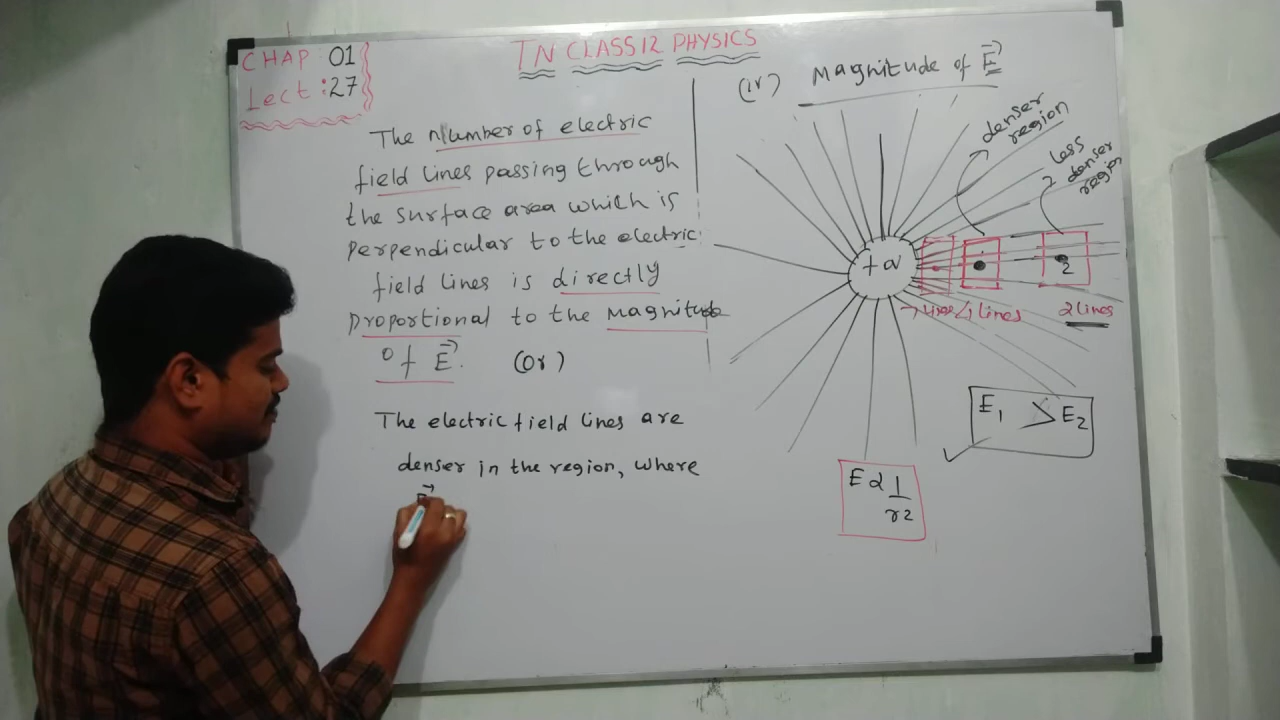 CHAP 01
Lect : 27
TN CLASS 12 PHYSICS
The Number of electric
field lines passing through
the surface area which is
perpendicular to the electric
field lines is directly
proportional to the magnitude
of E⃗. (or)
The electric field lines are
denser in the region, where
(iv) Magnitude of E⃗
denser
region
Less
denser
region
+q
2
4 lines
2 lines
E₁ > E₂
E α 1/r²